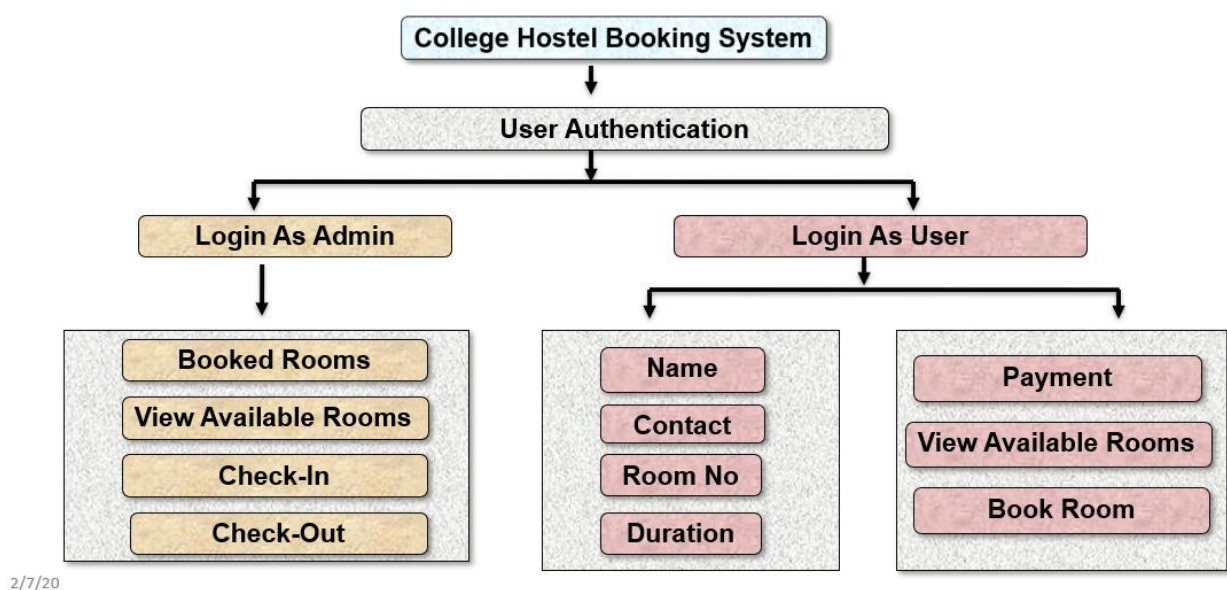 College Hostel Booking System
User Authentication
Login As Admin
Login As User
Booked Rooms
View Available Rooms
Check-In
Check-Out
Name
Contact
Room No
Duration
Payment
View Available Rooms
Book Room
2/7/20